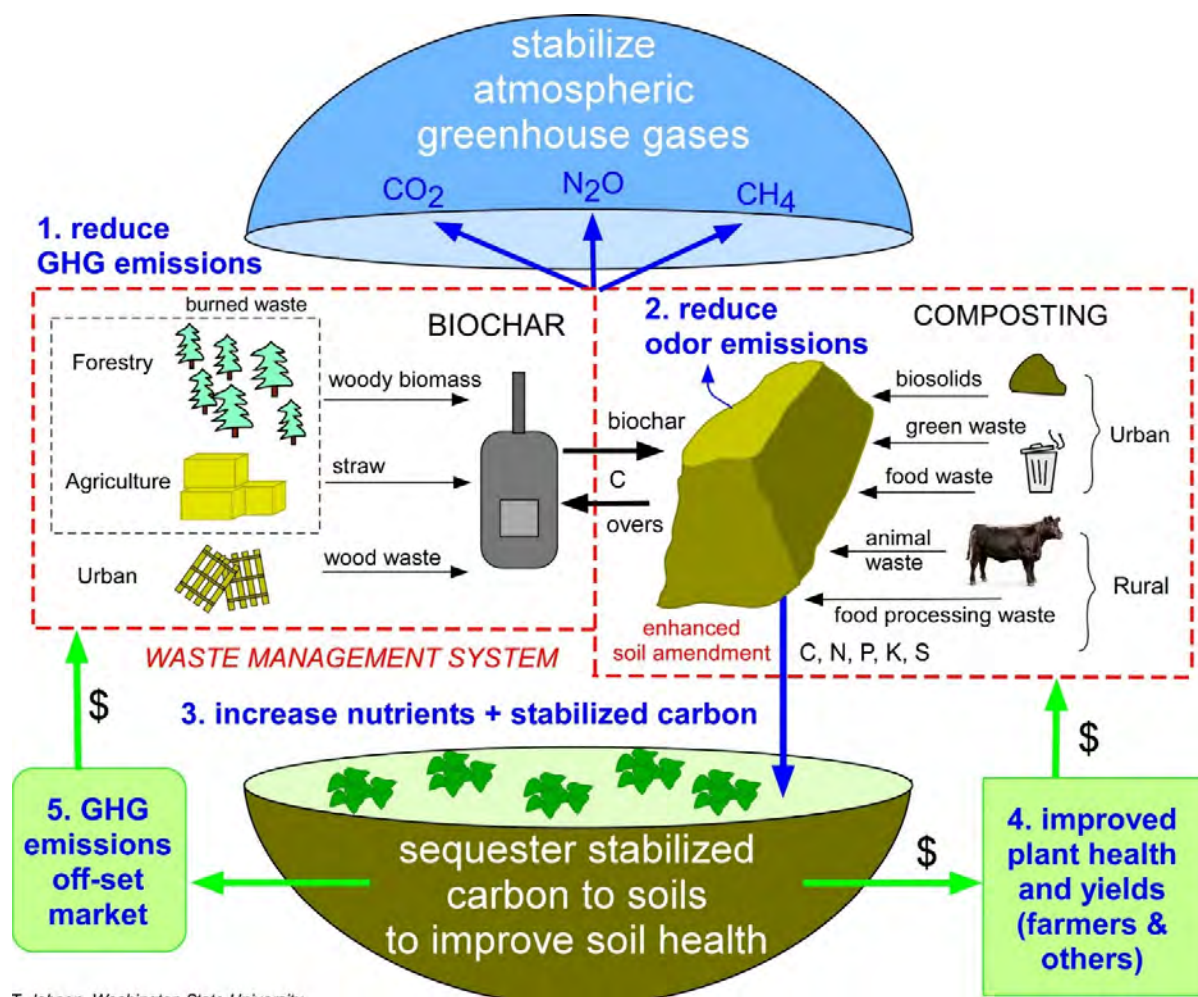 stabilize
atmospheric
greenhouse gases
CO₂
N₂O
CH₄
1. reduce
GHG emissions
burned waste
BIOCHAR
Forestry
woody biomass
Agriculture
straw
Urban
wood waste
biochar
C
overs
2. reduce
odor emissions
COMPOSTING
biosolids
green waste
Urban
food waste
animal
waste
Rural
food processing waste
enhanced
soil amendment
C, N, P, K, S
WASTE MANAGEMENT SYSTEM
$
3. increase nutrients + stabilized carbon
$
5. GHG
emissions
off-set
market
sequester stabilized
carbon to soils
to improve soil health
$
4. improved
plant health
and yields
(farmers &
others)
Washington State University